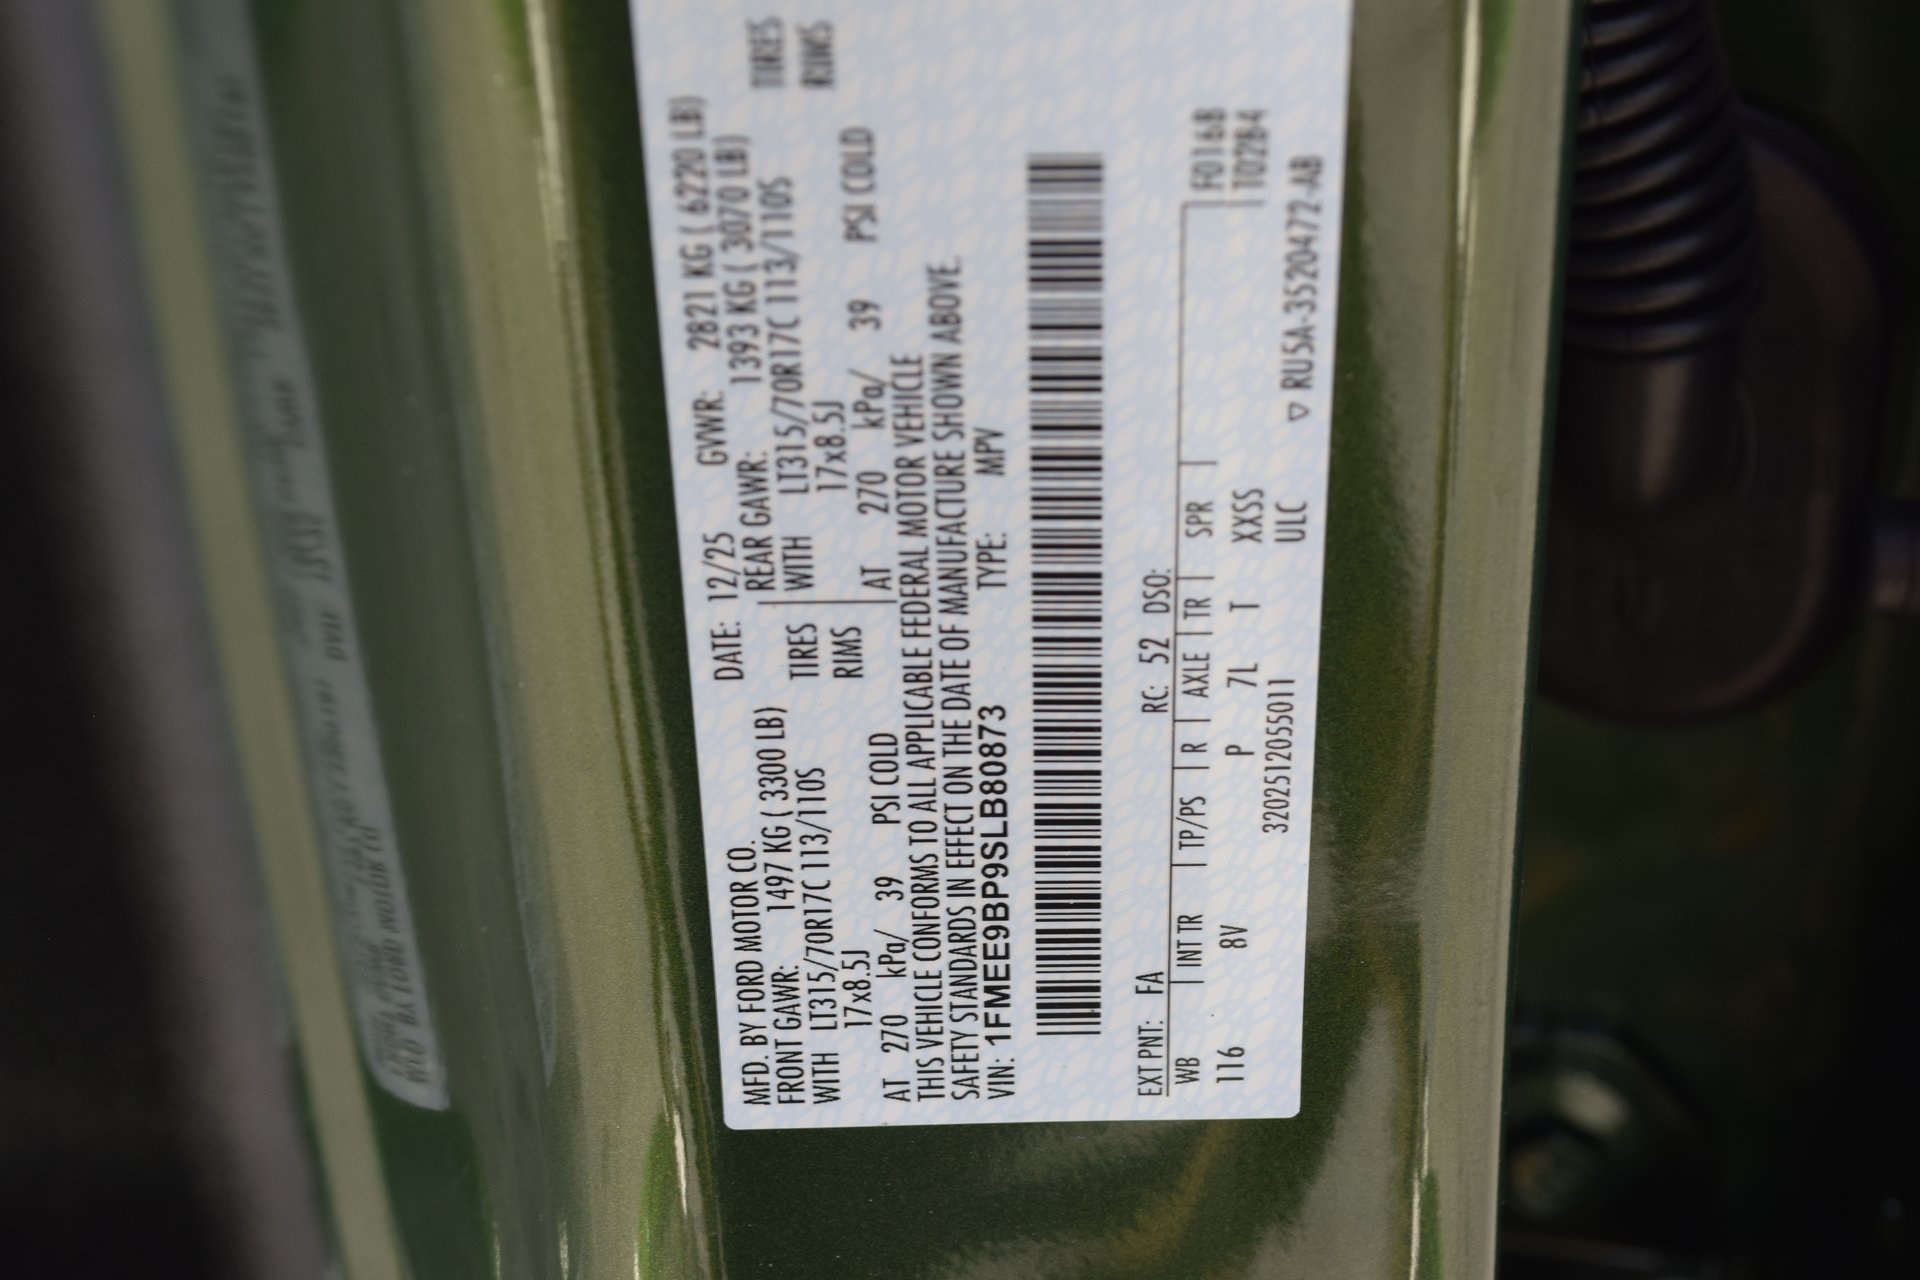 MFD. BY FORD MOTOR CO. DATE: 12/25 GVWR: 2821 KG ( 6220 LB)
FRONT GAWR: 1497 KG ( 3300 LB) REAR GAWR: 1393 KG ( 3070 LB)
WITH LT315/70R17C 113/110S TIRES WITH LT315/70R17C 113/110S TIRES
17x8.5J RIMS 17x8.5J RIMS
AT 270 kPa/ 39 PSI COLD AT 270 kPa/ 39 PSI COLD
THIS VEHICLE CONFORMS TO ALL APPLICABLE FEDERAL MOTOR VEHICLE
SAFETY STANDARDS IN EFFECT ON THE DATE OF MANUFACTURE SHOWN ABOVE.
VIN: 1FMEE9BP9SLB80873 TYPE: MPV
EXT PNT: FA RC: 52 DSO: F0168
WB INT TR TP/PS R AXLE TR SPR T0284
116 8V P 7L T XXSS
3202512055011 ULC ▽ RU5A-3520472-AB